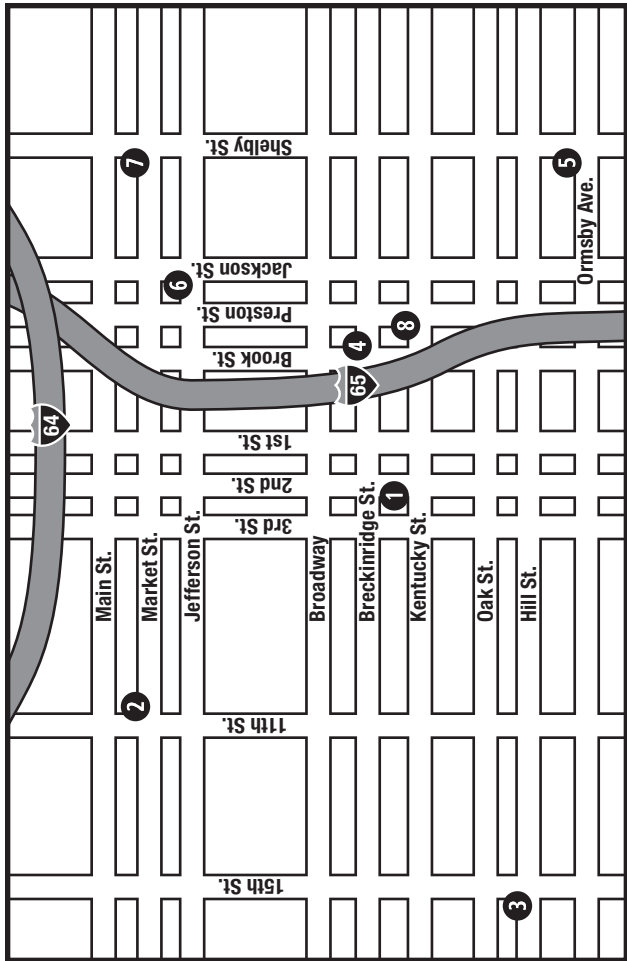 64
65
Main St.
Market St.
Jefferson St.
Broadway
Breckinridge St.
Kentucky St.
Oak St.
Hill St.
Ormsby Ave.
15th St.
11th St.
3rd St.
2nd St.
1st St.
Brook St.
Preston St.
Jackson St.
Shelby St.
1
2
3
4
5
6
7
8